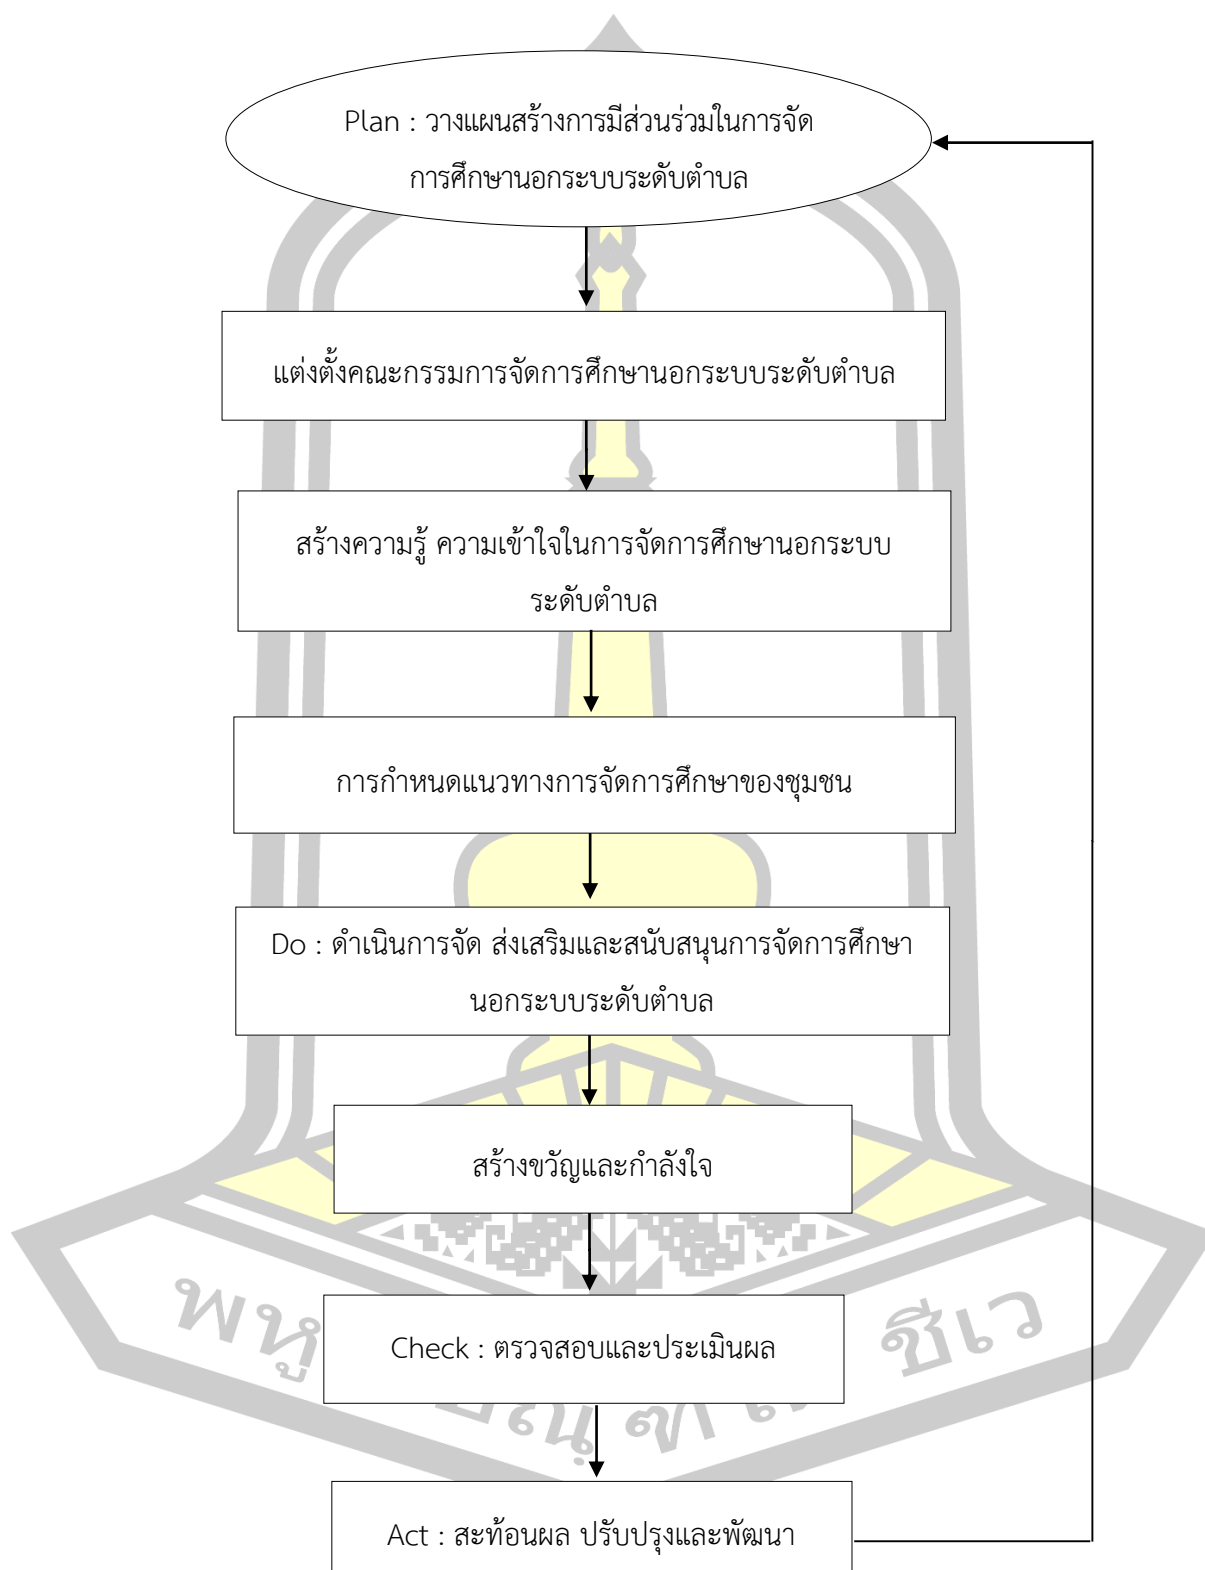 Plan : วางแผนสร้างการมีส่วนร่วมในการจัด
การศึกษานอกระบบระดับตำบล
แต่งตั้งคณะกรรมการจัดการศึกษานอกระบบระดับตำบล
สร้างความรู้ ความเข้าใจในการจัดการศึกษานอกระบบ
ระดับตำบล
การกำหนดแนวทางการจัดการศึกษาของชุมชน
Do : ดำเนินการจัด ส่งเสริมและสนับสนุนการจัดการศึกษา
นอกระบบระดับตำบล
สร้างขวัญและกำลังใจ
Check : ตรวจสอบและประเมินผล
พหู
ชีเว
Act : สะท้อนผล ปรับปรุงและพัฒนา